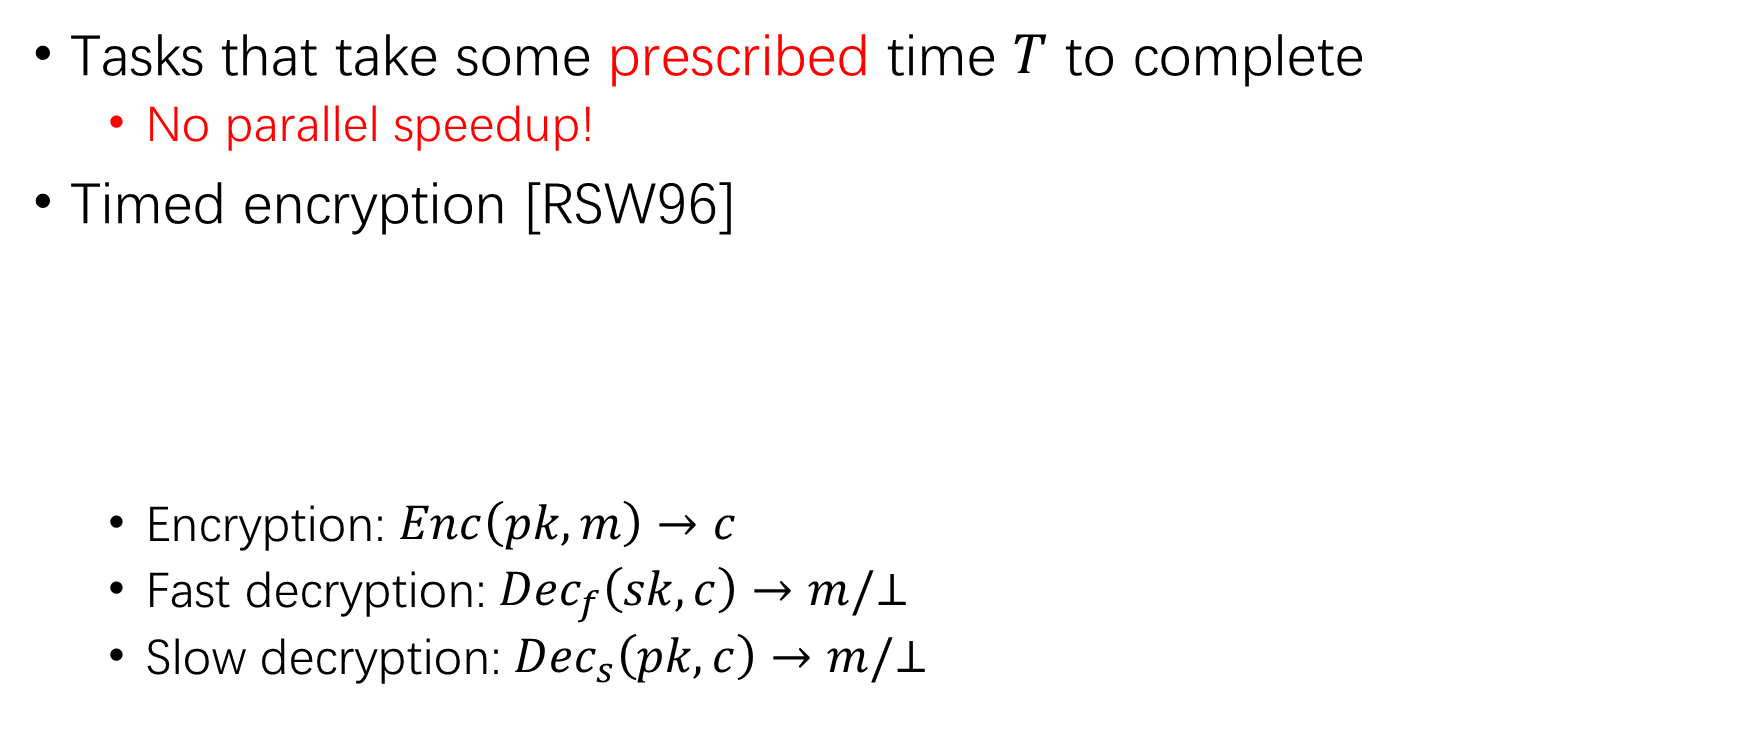 • Tasks that take some prescribed time 𝑇 to complete
• No parallel speedup!
• Timed encryption [RSW96]
• Encryption: 𝐸𝑛𝑐(𝑝𝑘, 𝑚) → 𝑐
• Fast decryption: 𝐷𝑒𝑐_𝑓(𝑠𝑘, 𝑐) → 𝑚/⊥
• Slow decryption: 𝐷𝑒𝑐_𝑠(𝑝𝑘, 𝑐) → 𝑚/⊥